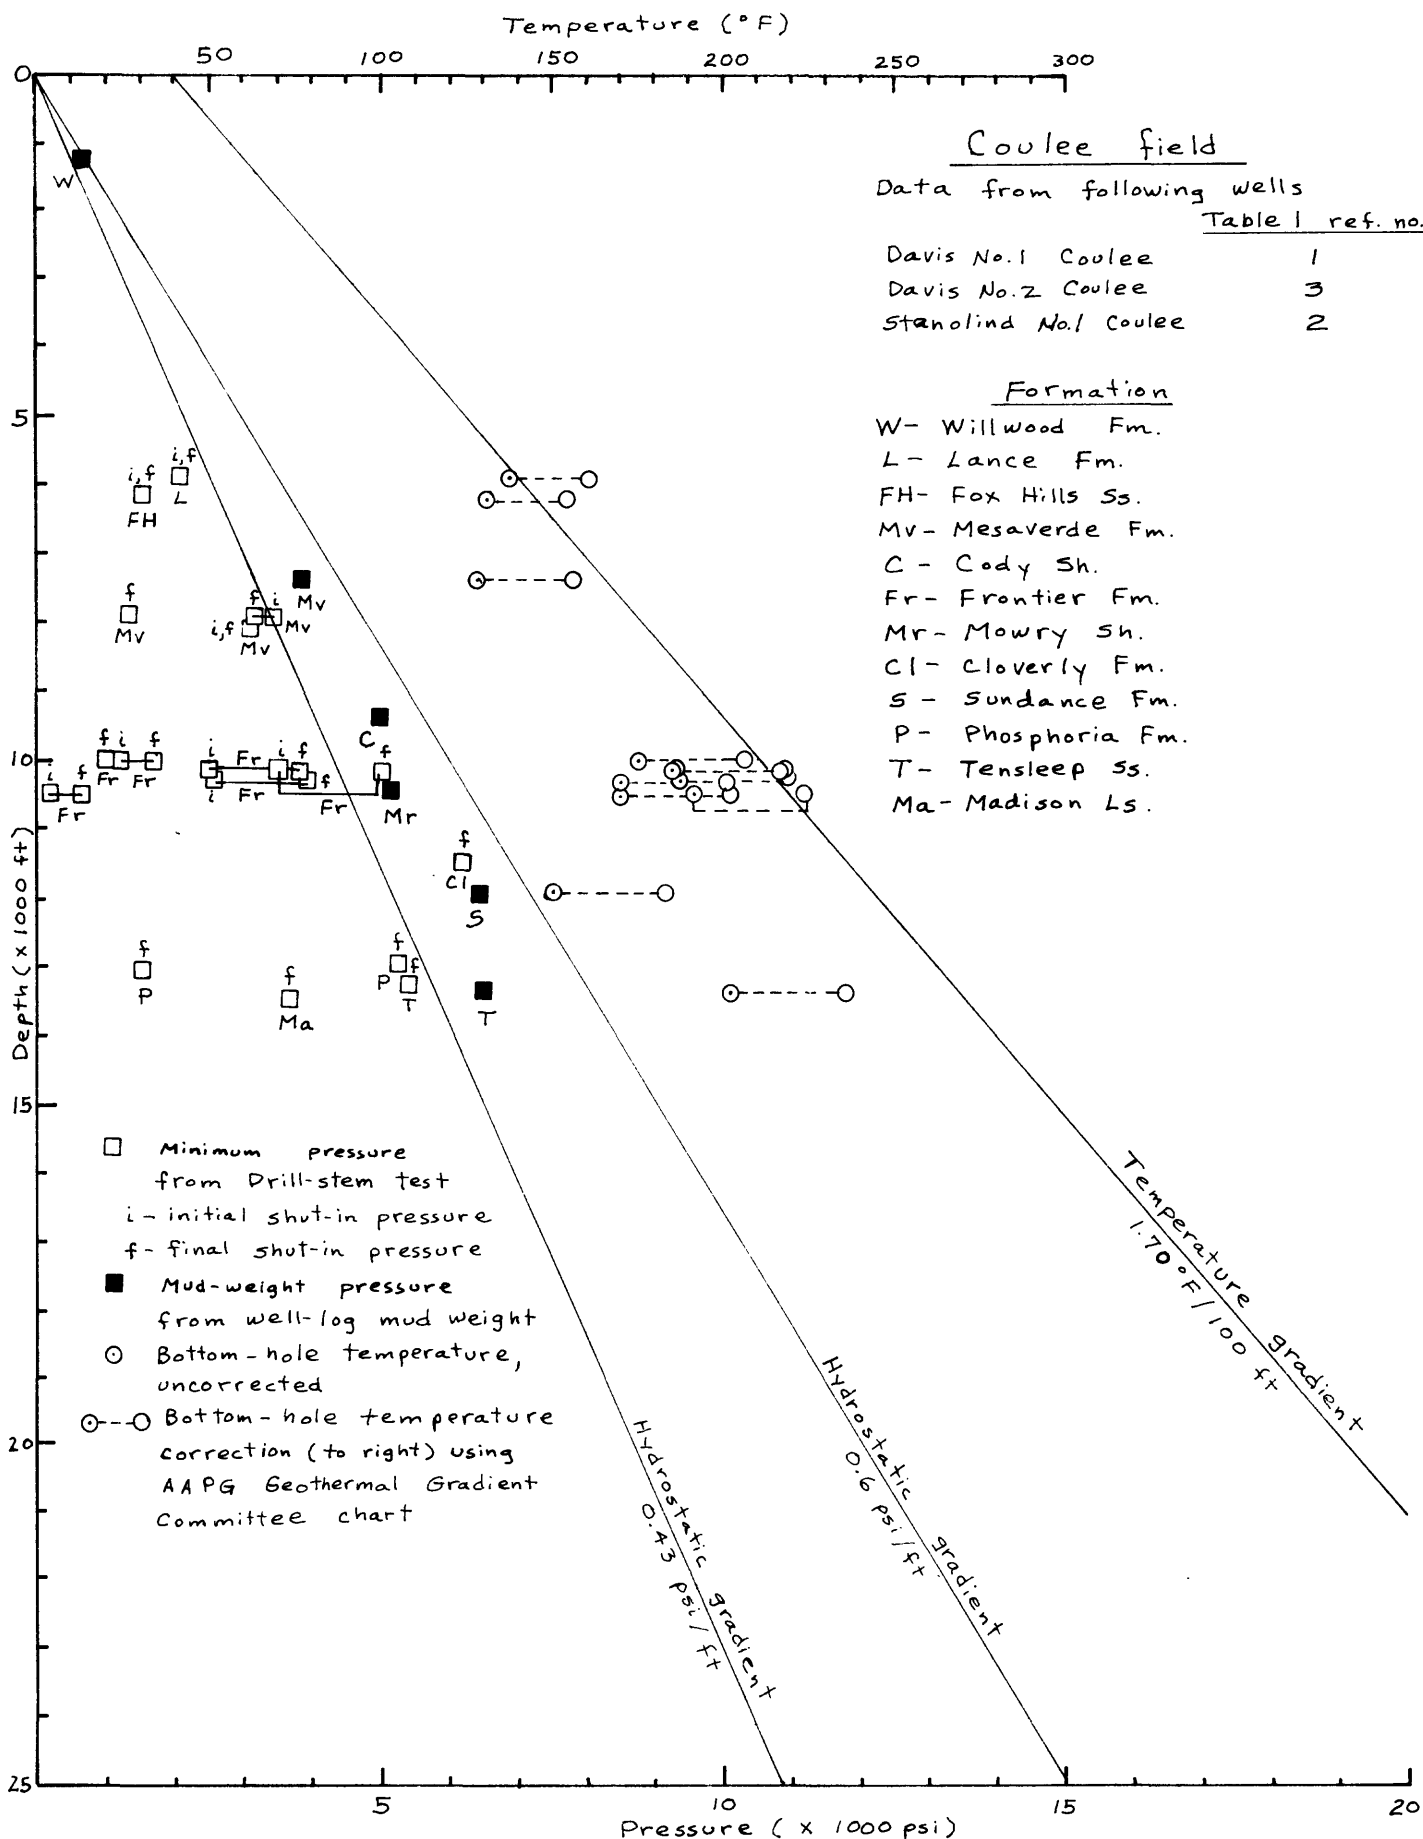 Temperature (°F)
50 100 150 200 250 300
0
Coulee field
Data from following wells
Table 1 ref. no.
Davis No.1 Coulee 1
Davis No.2 Coulee 3
Stanolind No.1 Coulee 2
Formation
W- Willwood Fm.
L- Lance Fm.
FH- Fox Hills Ss.
Mv- Mesaverde Fm.
C - Cody Sh.
Fr- Frontier Fm.
Mr- Mowry Sh.
Cl- Cloverly Fm.
S - Sundance Fm.
P - Phosphoria Fm.
T- Tensleep Ss.
Ma- Madison Ls.
W
5
i,f
L
i,f
FH
Mv
f
Mv
f i
Mv
i,f
Mv
C
10
f i f
Fr Fr
i f
Fr
i Fr i f
i Fr f
Fr
f
Mr
f
Cl
S
f
P
f
P
f
T
T
f
Ma
Depth (x 1000 ft)
15
Minimum pressure
from Drill-stem test
i - initial shut-in pressure
f - final shut-in pressure
Mud-weight pressure
from well-log mud weight
Bottom-hole temperature,
uncorrected
Bottom-hole temperature
correction (to right) using
AAPG Geothermal Gradient
Committee chart
Temperature gradient
1.70°F/100 ft
Hydrostatic gradient
0.6 psi/ft
Hydrostatic gradient
0.43 psi/ft
20
25
5 10 15 20
Pressure ( x 1000 psi)